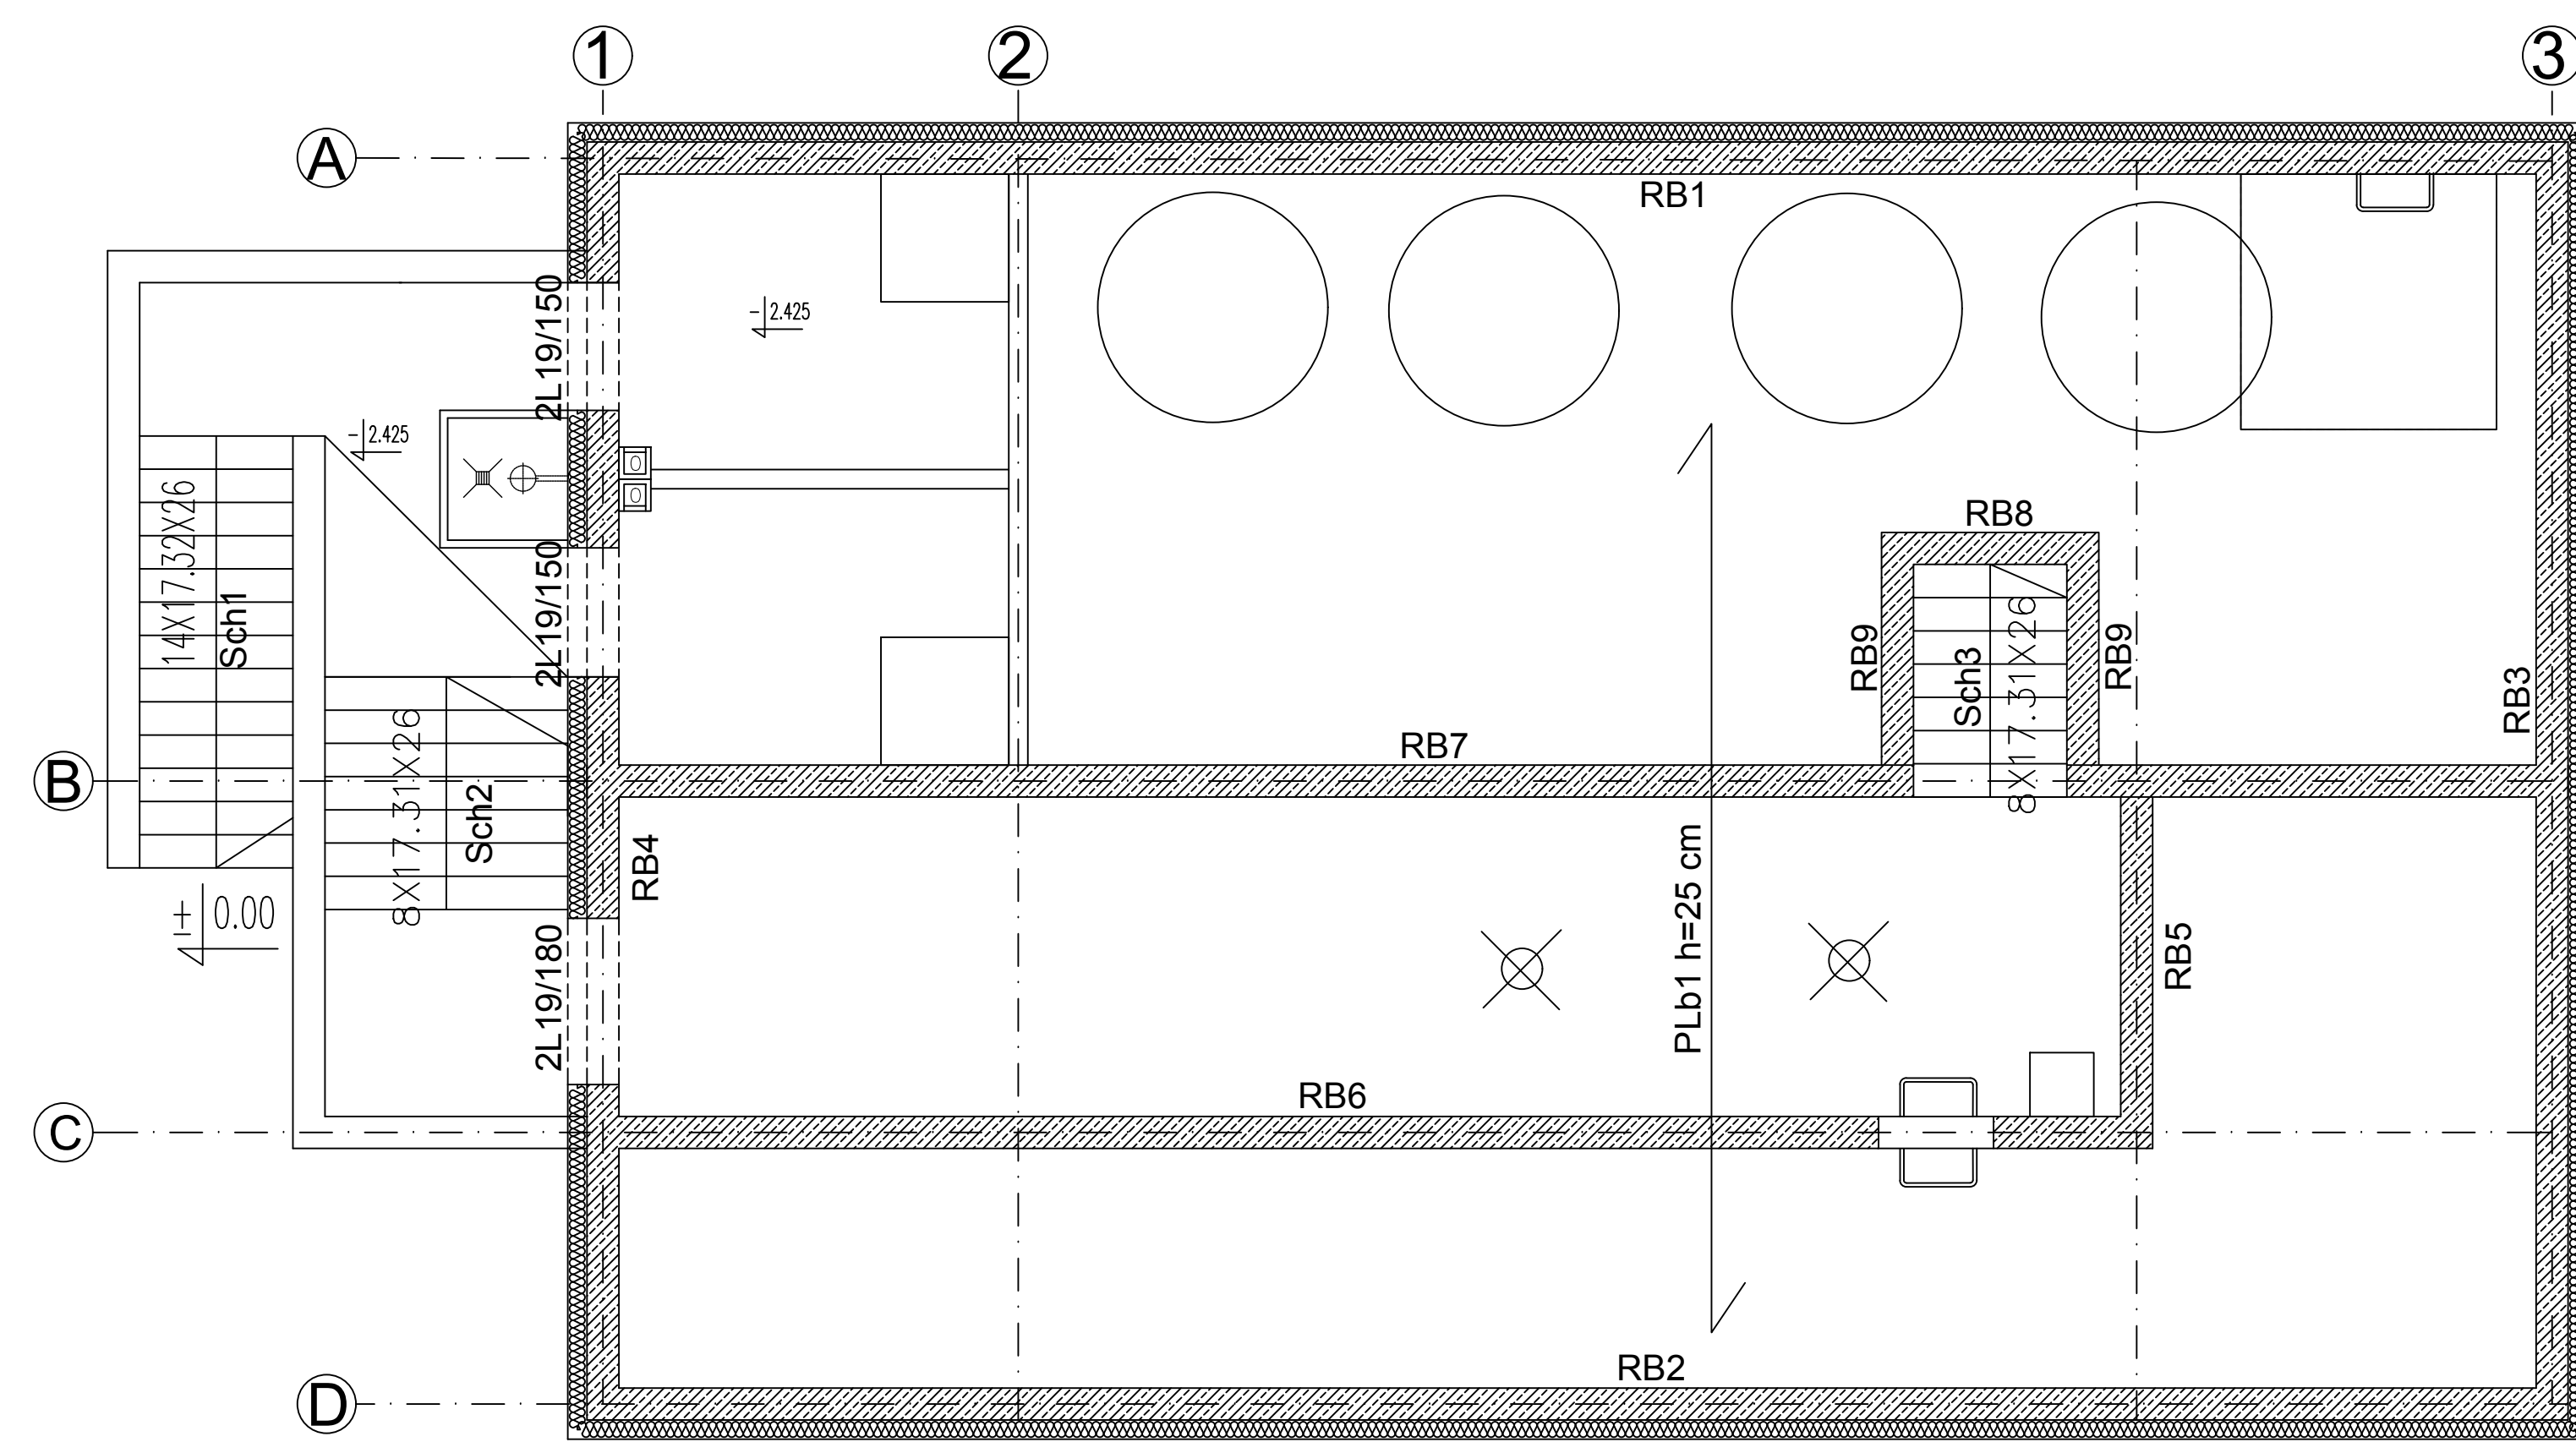 1
2
3
A
RB1
2L19/150
-2.425
-2.425
14X17.32X26
Sch1
RB8
2L19/150
RB9
Sch3
8X17.31X26
RB9
RB3
RB7
B
8X17.31X26
Sch2
RB4
PLb1 h=25 cm
±0.00
2L19/180
RB5
RB6
C
RB2
D